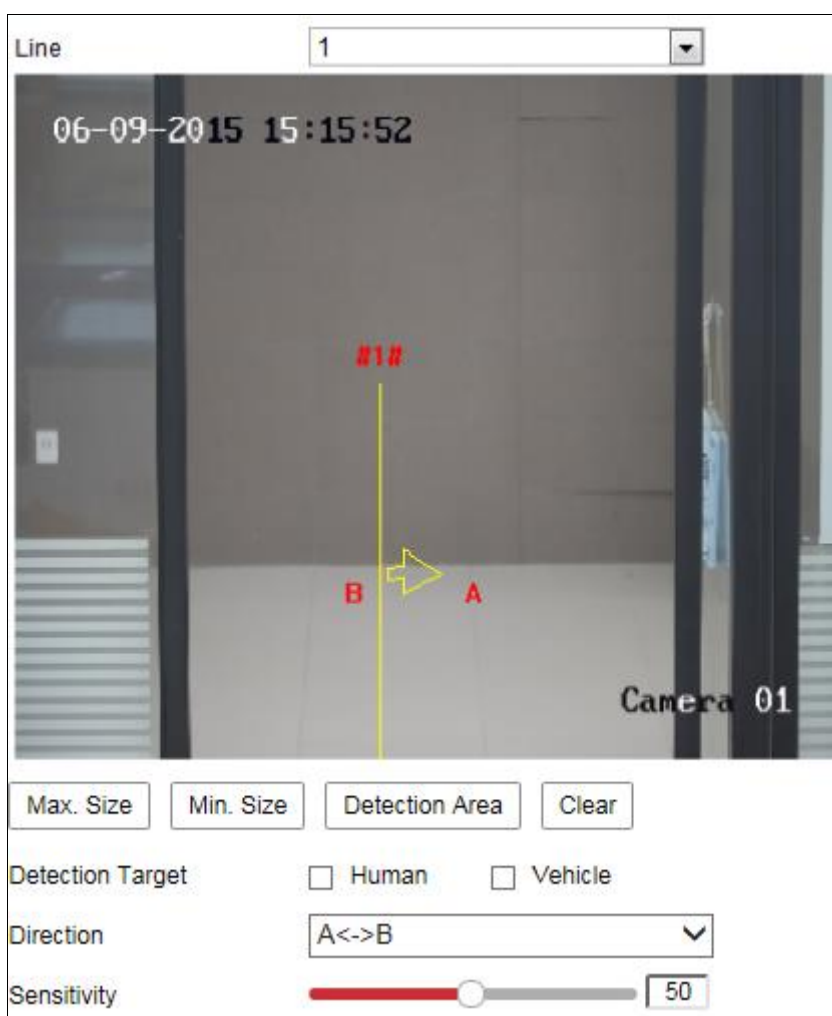 Line 1
06-09-2015 15:15:52
#1#
B A
Camera 01
Max. Size Min. Size Detection Area Clear
Detection Target Human Vehicle
Direction A<->B
Sensitivity 50